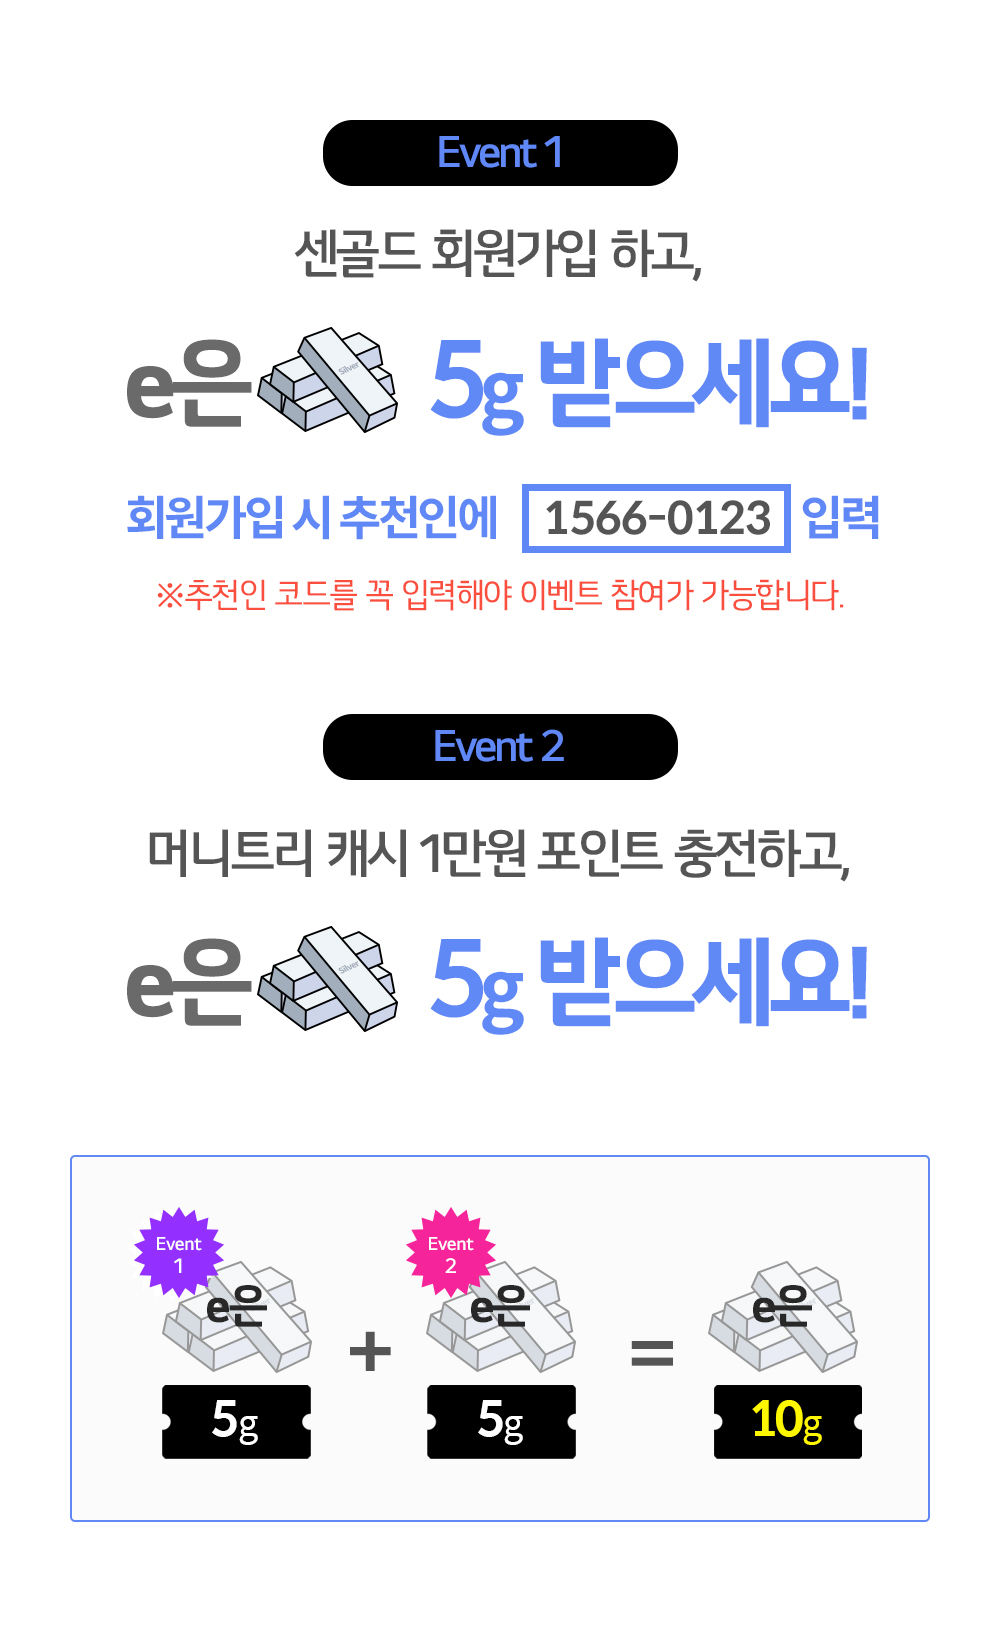 Event 1
센골드 회원가입 하고,
e은 Silver 5g 받으세요!
회원가입 시 추천인에 1566-0123 입력
※추천인 코드를 꼭 입력해야 이벤트 참여가 가능합니다.
Event 2
머니트리 캐시 1만원 포인트 충전하고,
e은 Silver 5g 받으세요!
Event 1
Event 2
e은 e은 e은
5g + 5g = 10g